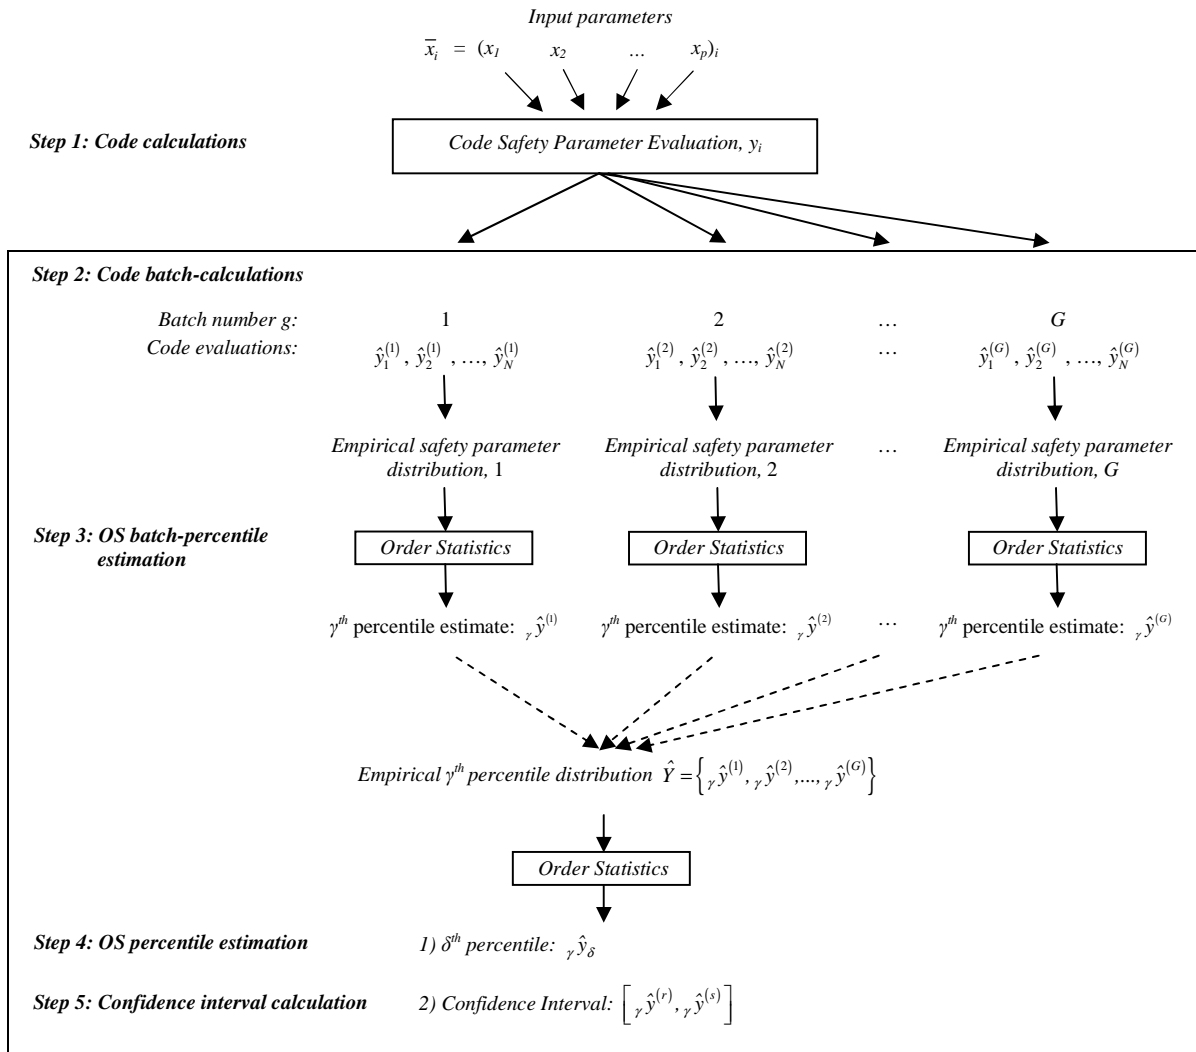 Input parameters
x̄ᵢ = (x₁ x₂ ... xₚ)ᵢ
Step 1: Code calculations
Code Safety Parameter Evaluation, yᵢ
Step 2: Code batch-calculations
Batch number g: 1 2 ... G
Code evaluations: ŷ₁⁽¹⁾, ŷ₂⁽¹⁾, ..., ŷ_N⁽¹⁾ ŷ₁⁽²⁾, ŷ₂⁽²⁾, ..., ŷ_N⁽²⁾ ... ŷ₁⁽ᴳ⁾, ŷ₂⁽ᴳ⁾, ..., ŷ_N⁽ᴳ⁾
Empirical safety parameter Empirical safety parameter ... Empirical safety parameter
distribution, 1 distribution, 2 distribution, G
Step 3: OS batch-percentile
estimation
Order Statistics Order Statistics Order Statistics
γᵗʰ percentile estimate: ᵧŷ⁽¹⁾ γᵗʰ percentile estimate: ᵧŷ⁽²⁾ ... γᵗʰ percentile estimate: ᵧŷ⁽ᴳ⁾
Empirical γᵗʰ percentile distribution Ŷ = {ᵧŷ⁽¹⁾, ᵧŷ⁽²⁾, ..., ᵧŷ⁽ᴳ⁾}
Order Statistics
Step 4: OS percentile estimation 1) δᵗʰ percentile: ᵧŷ_δ
Step 5: Confidence interval calculation 2) Confidence Interval: [ᵧŷ⁽ʳ⁾, ᵧŷ⁽ˢ⁾]